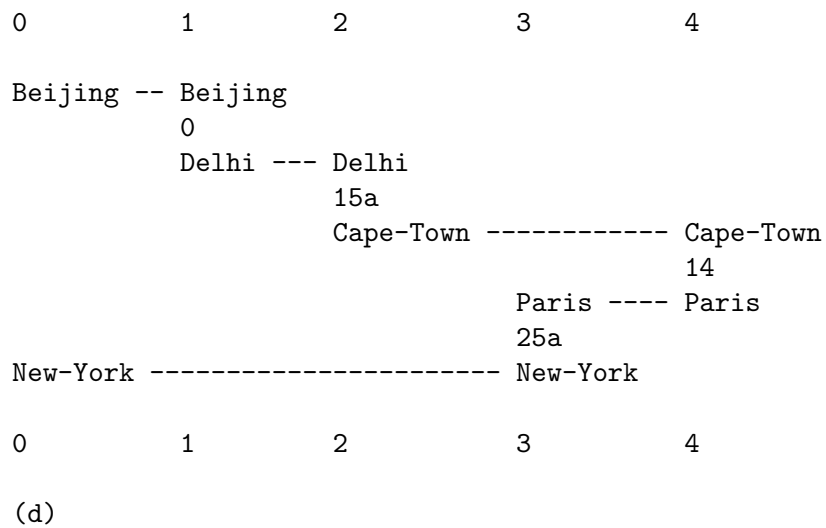 0 1 2 3 4
Beijing -- Beijing
0
Delhi --- Delhi
15a
Cape-Town ------------ Cape-Town
14
Paris ---- Paris
25a
New-York ----------------------- New-York
0 1 2 3 4
(d)